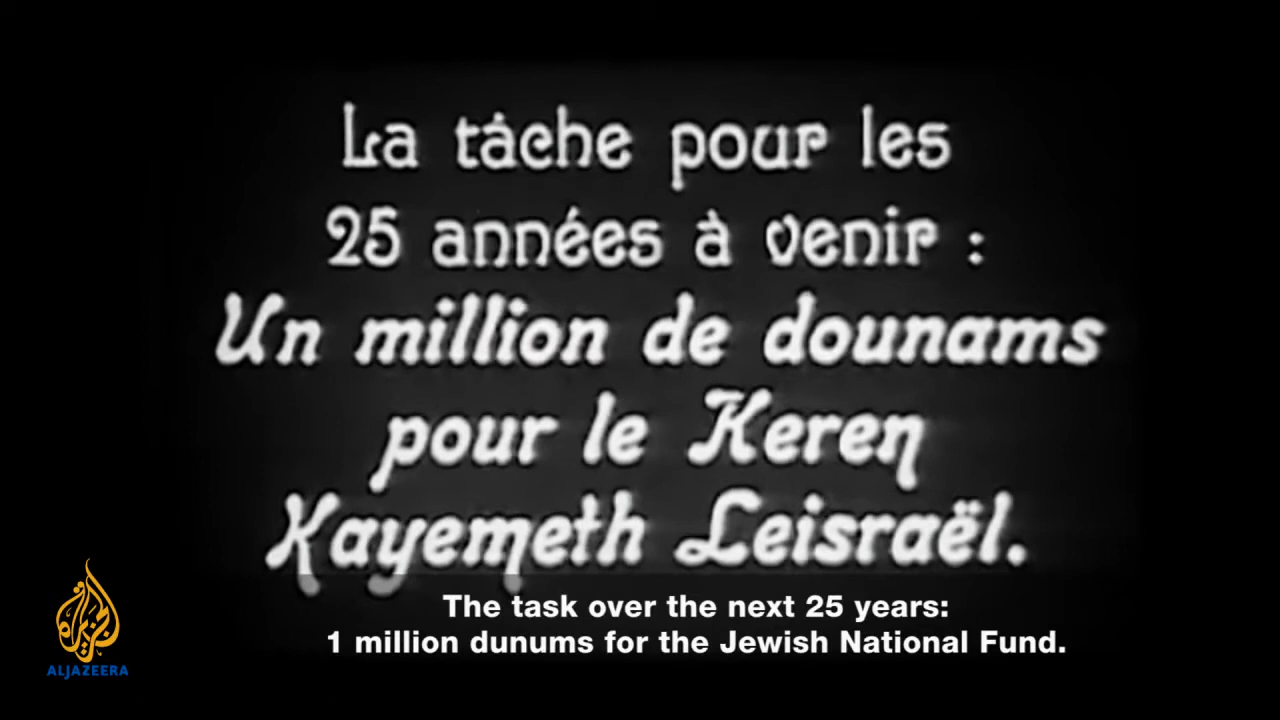 La tâche pour les
25 années à venir :
Un million de dounams
pour le Keren
Kayemeth Leisraël.
The task over the next 25 years:
1 million dunums for the Jewish National Fund.
الجزيرة
ALJAZEERA